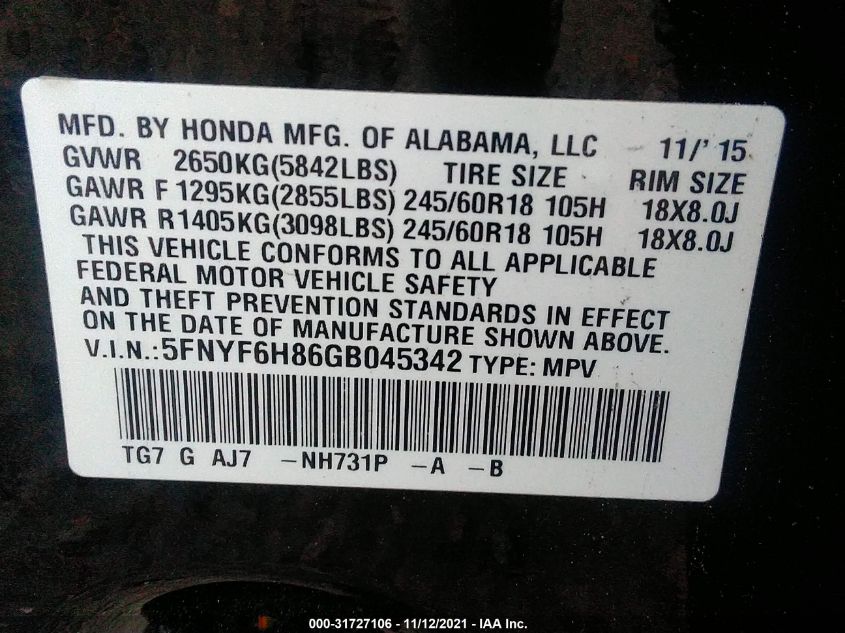 MFD. BY HONDA MFG. OF ALABAMA, LLC 11/' 15
GVWR 2650KG(5842LBS) TIRE SIZE RIM SIZE
GAWR F 1295KG(2855LBS) 245/60R18 105H 18X8.0J
GAWR R1405KG(3098LBS) 245/60R18 105H 18X8.0J
THIS VEHICLE CONFORMS TO ALL APPLICABLE
FEDERAL MOTOR VEHICLE SAFETY
AND THEFT PREVENTION STANDARDS IN EFFECT
ON THE DATE OF MANUFACTURE SHOWN ABOVE.
V.I.N.:5FNYF6H86GB045342 TYPE: MPV
TG7 G AJ7 -NH731P -A -B
000-31727106 - 11/12/2021 - IAA Inc.